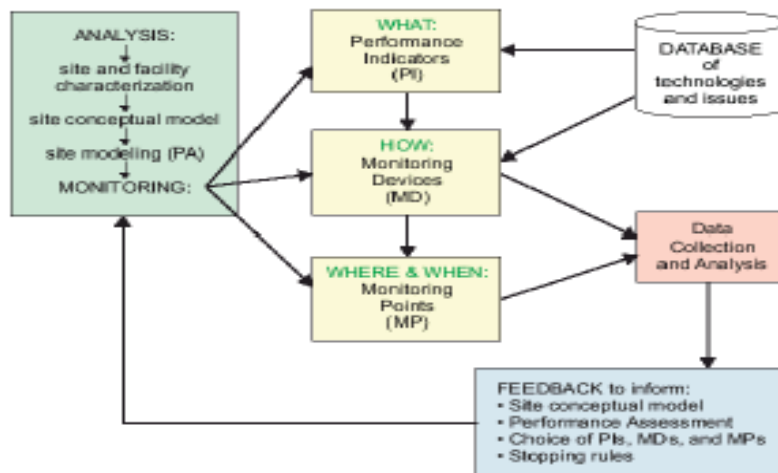 ANALYSIS:
site and facility
characterization
site conceptual model
site modeling (PA)
MONITORING:
WHAT:
Performance
Indicators
(PI)
HOW:
Monitoring
Devices
(MD)
WHERE & WHEN:
Monitoring
Points
(MP)
DATABASE
of
technologies
and issues
Data
Collection
and Analysis
FEEDBACK to inform:
• Site conceptual model
• Performance Assessment
• Choice of PIs, MDs, and MPs
• Stopping rules